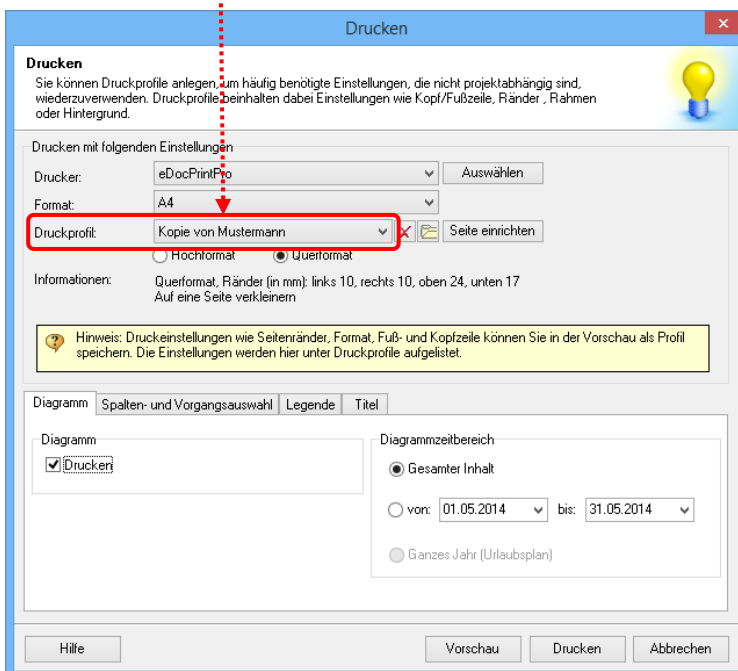 Drucken
Drucken
Sie können Druckprofile anlegen, um häufig benötigte Einstellungen, die nicht projektabhängig sind,
wiederzuverwenden. Druckprofile beinhalten dabei Einstellungen wie Kopf/Fußzeile, Ränder , Rahmen
oder Hintergrund.
Drucken mit folgenden Einstellungen
Drucker: eDocPrintPro Auswählen
Format: A4
Druckprofil: Kopie von Mustermann Seite einrichten
Hochformat Querformat
Informationen: Querformat, Ränder (in mm): links 10, rechts 10, oben 24, unten 17
Auf eine Seite verkleinern
Hinweis: Druckeinstellungen wie Seitenränder, Format, Fuß- und Kopfzeile können Sie in der Vorschau als Profil
speichern. Die Einstellungen werden hier unter Druckprofile aufgelistet.
Diagramm Spalten- und Vorgangsauswahl Legende Titel
Diagramm Diagrammzeitbereich
Drucken Gesamter Inhalt
von: 01.05.2014 bis: 31.05.2014
Ganzes Jahr (Urlaubsplan)
Hilfe Vorschau Drucken Abbrechen